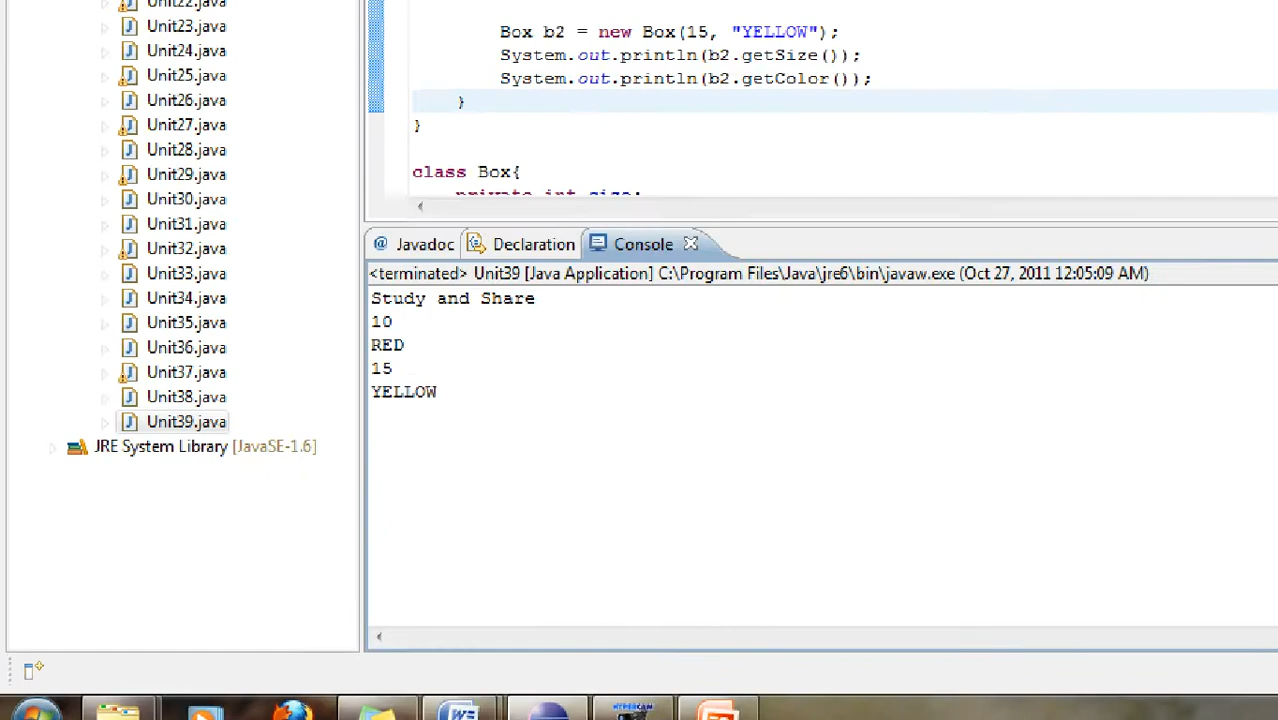 Unit22.java
Unit23.java
Unit24.java
Unit25.java
Unit26.java
Unit27.java
Unit28.java
Unit29.java
Unit30.java
Unit31.java
Unit32.java
Unit33.java
Unit34.java
Unit35.java
Unit36.java
Unit37.java
Unit38.java
Unit39.java
JRE System Library [JavaSE-1.6]
Box b2 = new Box(15, "YELLOW");
System.out.println(b2.getSize());
System.out.println(b2.getColor());
}
}
class Box{
private int size;
@ Javadoc Declaration Console
<terminated> Unit39 [Java Application] C:\Program Files\Java\jre6\bin\javaw.exe (Oct 27, 2011 12:05:09 AM)
Study and Share
10
RED
15
YELLOW
HYPERCAM